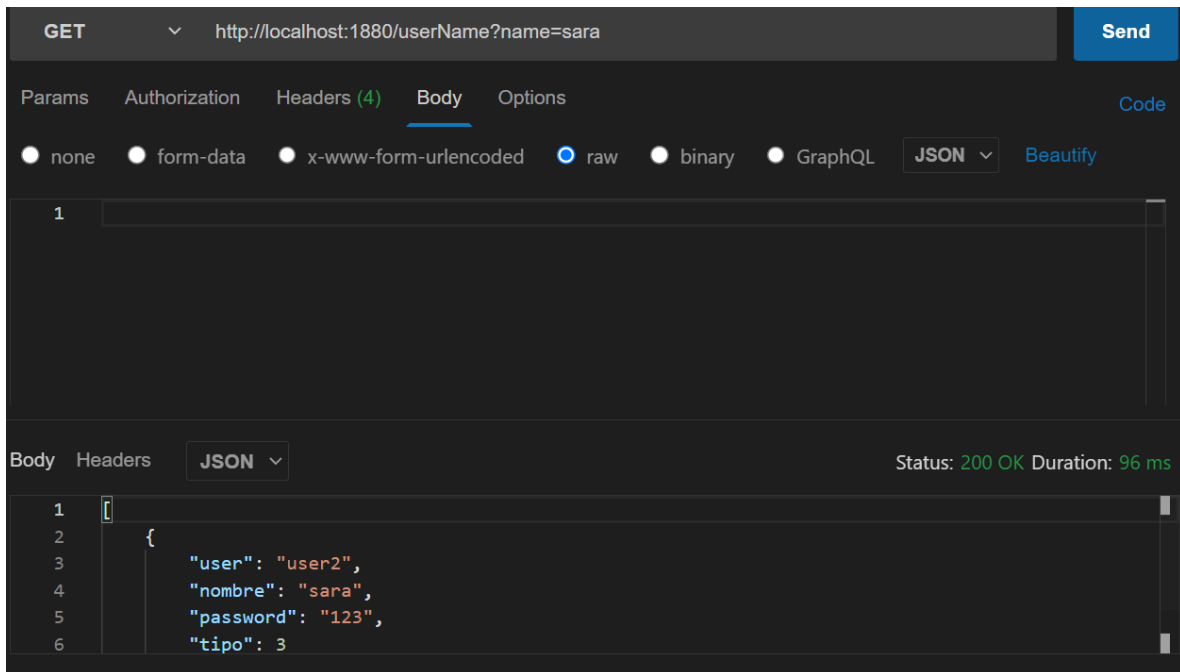 GET http://localhost:1880/userName?name=sara Send
Params Authorization Headers (4) Body Options Code
none form-data x-www-form-urlencoded raw binary GraphQL JSON Beautify
1
Body Headers JSON Status: 200 OK Duration: 96 ms
1 [
2 {
3 "user": "user2",
4 "nombre": "sara",
5 "password": "123",
6 "tipo": 3